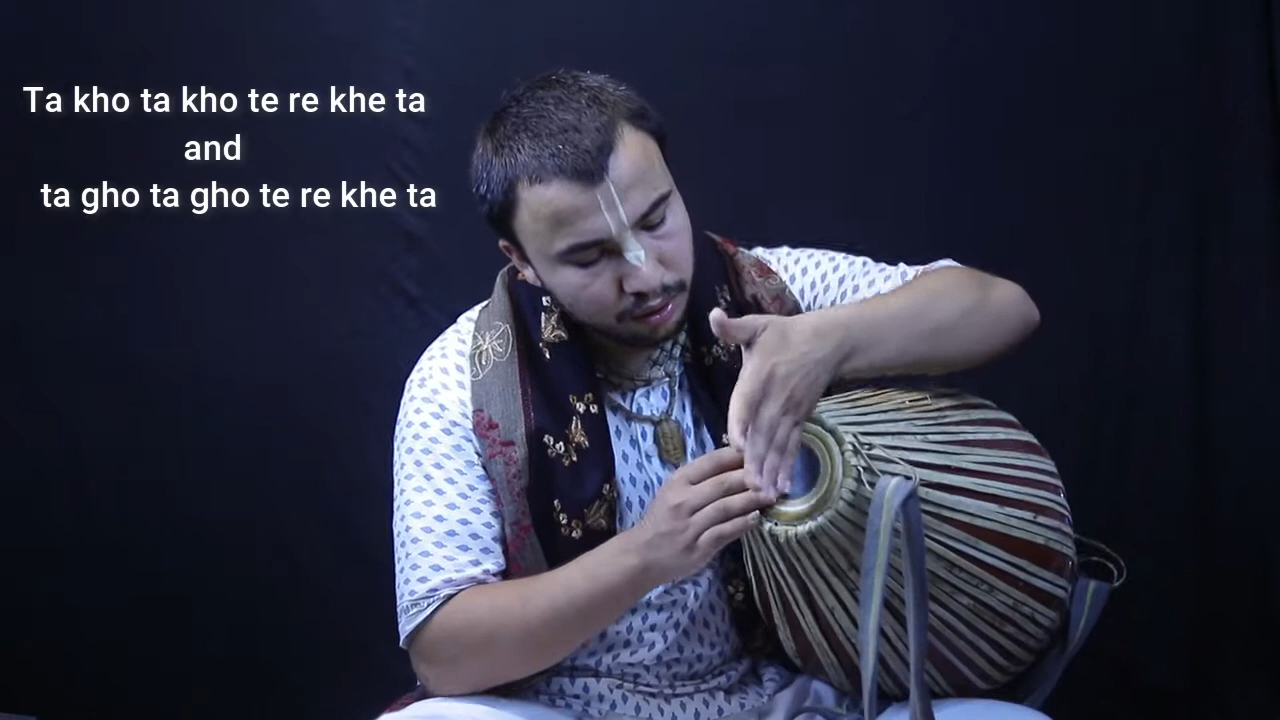 Ta kho ta kho te re khe ta
and
ta gho ta gho te re khe ta